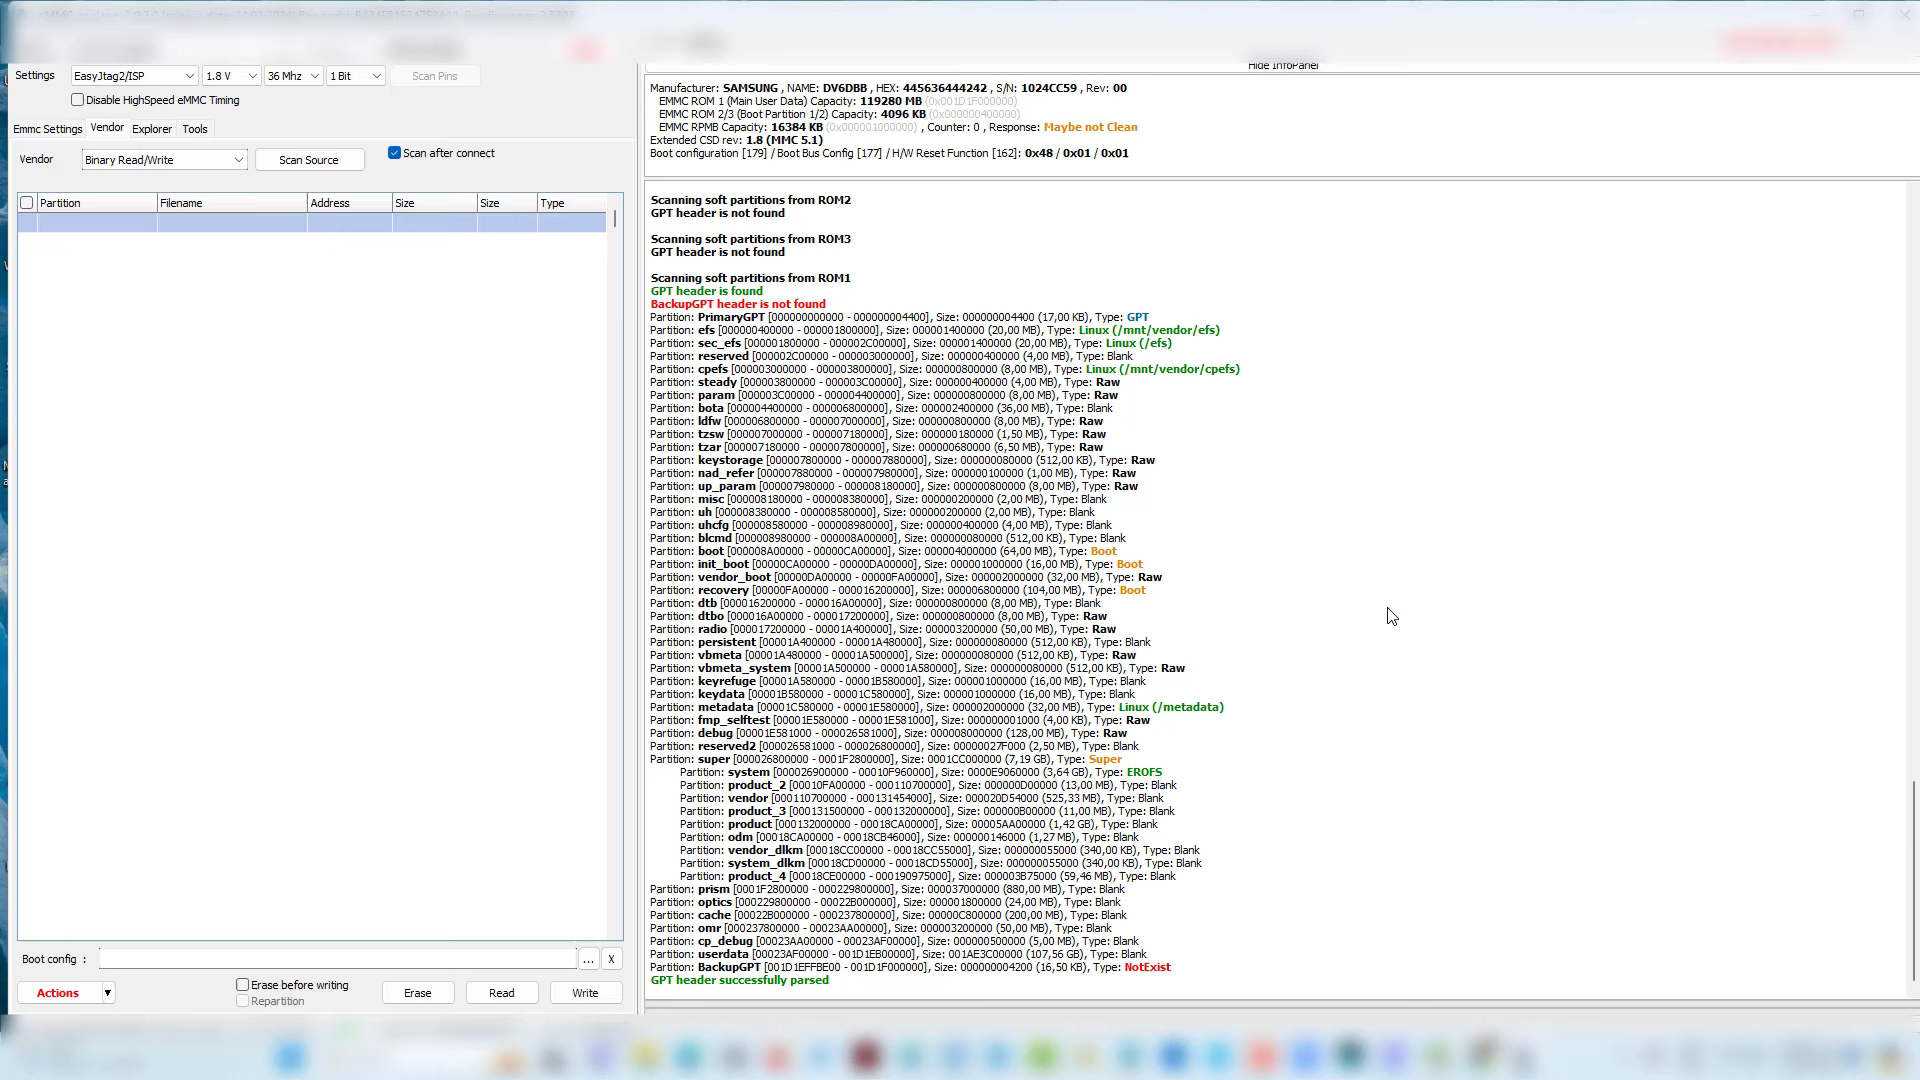 Settings EasyJtag2/ISP 1.8 V 36 Mhz 1 Bit Scan Pins
Disable HighSpeed eMMC Timing
Emmc Settings Vendor Explorer Tools
Vendor Binary Read/Write Scan Source Scan after connect
Partition Filename Address Size Size Type
Boot config : ... X
Actions Erase before writing Repartition Erase Read Write
Hide InfoPanel
Manufacturer: SAMSUNG , NAME: DV6DBB , HEX: 445636444242 , S/N: 1024CC59 , Rev: 00
EMMC ROM 1 (Main User Data) Capacity: 119280 MB (0x001D1F000000)
EMMC ROM 2/3 (Boot Partition 1/2) Capacity: 4096 KB (0x000000400000)
EMMC RPMB Capacity: 16384 KB (0x000001000000) , Counter: 0 , Response: Maybe not Clean
Extended CSD rev: 1.8 (MMC 5.1)
Boot configuration [179] / Boot Bus Config [177] / H/W Reset Function [162]: 0x48 / 0x01 / 0x01
Scanning soft partitions from ROM2
GPT header is not found
Scanning soft partitions from ROM3
GPT header is not found
Scanning soft partitions from ROM1
GPT header is found
BackupGPT header is not found
Partition: PrimaryGPT [000000000000 - 000000004400], Size: 000000004400 (17,00 KB), Type: GPT
Partition: efs [000000400000 - 000001800000], Size: 000001400000 (20,00 MB), Type: Linux (/mnt/vendor/efs)
Partition: sec_efs [000001800000 - 000002C00000], Size: 000001400000 (20,00 MB), Type: Linux (/efs)
Partition: reserved [000002C00000 - 000003000000], Size: 000000400000 (4,00 MB), Type: Blank
Partition: cpefs [000003000000 - 000003800000], Size: 000000800000 (8,00 MB), Type: Linux (/mnt/vendor/cpefs)
Partition: steady [000003800000 - 000003C00000], Size: 000000400000 (4,00 MB), Type: Raw
Partition: param [000003C00000 - 000004400000], Size: 000000800000 (8,00 MB), Type: Raw
Partition: bota [000004400000 - 000006800000], Size: 000002400000 (36,00 MB), Type: Blank
Partition: ldfw [000006800000 - 000007000000], Size: 000000800000 (8,00 MB), Type: Raw
Partition: tzsw [000007000000 - 000007180000], Size: 000000180000 (1,50 MB), Type: Raw
Partition: tzar [000007180000 - 000007800000], Size: 000000680000 (6,50 MB), Type: Raw
Partition: keystorage [000007800000 - 000007880000], Size: 000000080000 (512,00 KB), Type: Raw
Partition: nad_refer [000007880000 - 000007980000], Size: 000000100000 (1,00 MB), Type: Raw
Partition: up_param [000007980000 - 000008180000], Size: 000000800000 (8,00 MB), Type: Raw
Partition: misc [000008180000 - 000008380000], Size: 000000200000 (2,00 MB), Type: Blank
Partition: uh [000008380000 - 000008580000], Size: 000000200000 (2,00 MB), Type: Blank
Partition: uhcfg [000008580000 - 000008980000], Size: 000000400000 (4,00 MB), Type: Blank
Partition: blcmd [000008980000 - 000008A00000], Size: 000000080000 (512,00 KB), Type: Blank
Partition: boot [000008A00000 - 00000CA00000], Size: 000004000000 (64,00 MB), Type: Boot
Partition: init_boot [00000CA00000 - 00000DA00000], Size: 000001000000 (16,00 MB), Type: Boot
Partition: vendor_boot [00000DA00000 - 00000FA00000], Size: 000002000000 (32,00 MB), Type: Raw
Partition: recovery [00000FA00000 - 000016200000], Size: 000006800000 (104,00 MB), Type: Boot
Partition: dtb [000016200000 - 000016A00000], Size: 000000800000 (8,00 MB), Type: Blank
Partition: dtbo [000016A00000 - 000017200000], Size: 000000800000 (8,00 MB), Type: Raw
Partition: radio [000017200000 - 00001A400000], Size: 000003200000 (50,00 MB), Type: Raw
Partition: persistent [00001A400000 - 00001A480000], Size: 000000080000 (512,00 KB), Type: Blank
Partition: vbmeta [00001A480000 - 00001A500000], Size: 000000080000 (512,00 KB), Type: Raw
Partition: vbmeta_system [00001A500000 - 00001A580000], Size: 000000080000 (512,00 KB), Type: Raw
Partition: keyrefuge [00001A580000 - 00001B580000], Size: 000001000000 (16,00 MB), Type: Blank
Partition: keydata [00001B580000 - 00001C580000], Size: 000001000000 (16,00 MB), Type: Blank
Partition: metadata [00001C580000 - 00001E580000], Size: 000002000000 (32,00 MB), Type: Linux (/metadata)
Partition: fmp_selftest [00001E580000 - 00001E581000], Size: 000000001000 (4,00 KB), Type: Raw
Partition: debug [00001E581000 - 000026581000], Size: 000008000000 (128,00 MB), Type: Raw
Partition: reserved2 [000026581000 - 000026800000], Size: 00000027F000 (2,50 MB), Type: Blank
Partition: super [000026800000 - 0001F2800000], Size: 0001CC000000 (7,19 GB), Type: Super
Partition: system [000026900000 - 00010F960000], Size: 0000E9060000 (3,64 GB), Type: EROFS
Partition: product_2 [00010FA00000 - 000110700000], Size: 000000D00000 (13,00 MB), Type: Blank
Partition: vendor [000110700000 - 000131454000], Size: 000020D54000 (525,33 MB), Type: Blank
Partition: product_3 [000131500000 - 000132000000], Size: 000000B00000 (11,00 MB), Type: Blank
Partition: product [000132000000 - 00018CA00000], Size: 00005AA00000 (1,42 GB), Type: Blank
Partition: odm [00018CA00000 - 00018CB46000], Size: 000000146000 (1,27 MB), Type: Blank
Partition: vendor_dlkm [00018CC00000 - 00018CC55000], Size: 000000055000 (340,00 KB), Type: Blank
Partition: system_dlkm [00018CD00000 - 00018CD55000], Size: 000000055000 (340,00 KB), Type: Blank
Partition: product_4 [00018CE00000 - 000190975000], Size: 000003B75000 (59,46 MB), Type: Blank
Partition: prism [0001F2800000 - 000229800000], Size: 000037000000 (880,00 MB), Type: Blank
Partition: optics [000229800000 - 00022B000000], Size: 000001800000 (24,00 MB), Type: Blank
Partition: cache [00022B000000 - 000237800000], Size: 00000C800000 (200,00 MB), Type: Blank
Partition: omr [000237800000 - 00023AA00000], Size: 000003200000 (50,00 MB), Type: Blank
Partition: cp_debug [00023AA00000 - 00023AF00000], Size: 000000500000 (5,00 MB), Type: Blank
Partition: userdata [00023AF00000 - 001D1EB00000], Size: 001AE3C00000 (107,56 GB), Type: Blank
Partition: BackupGPT [001D1EFFBE00 - 001D1F000000], Size: 000000004200 (16,50 KB), Type: NotExist
GPT header successfully parsed